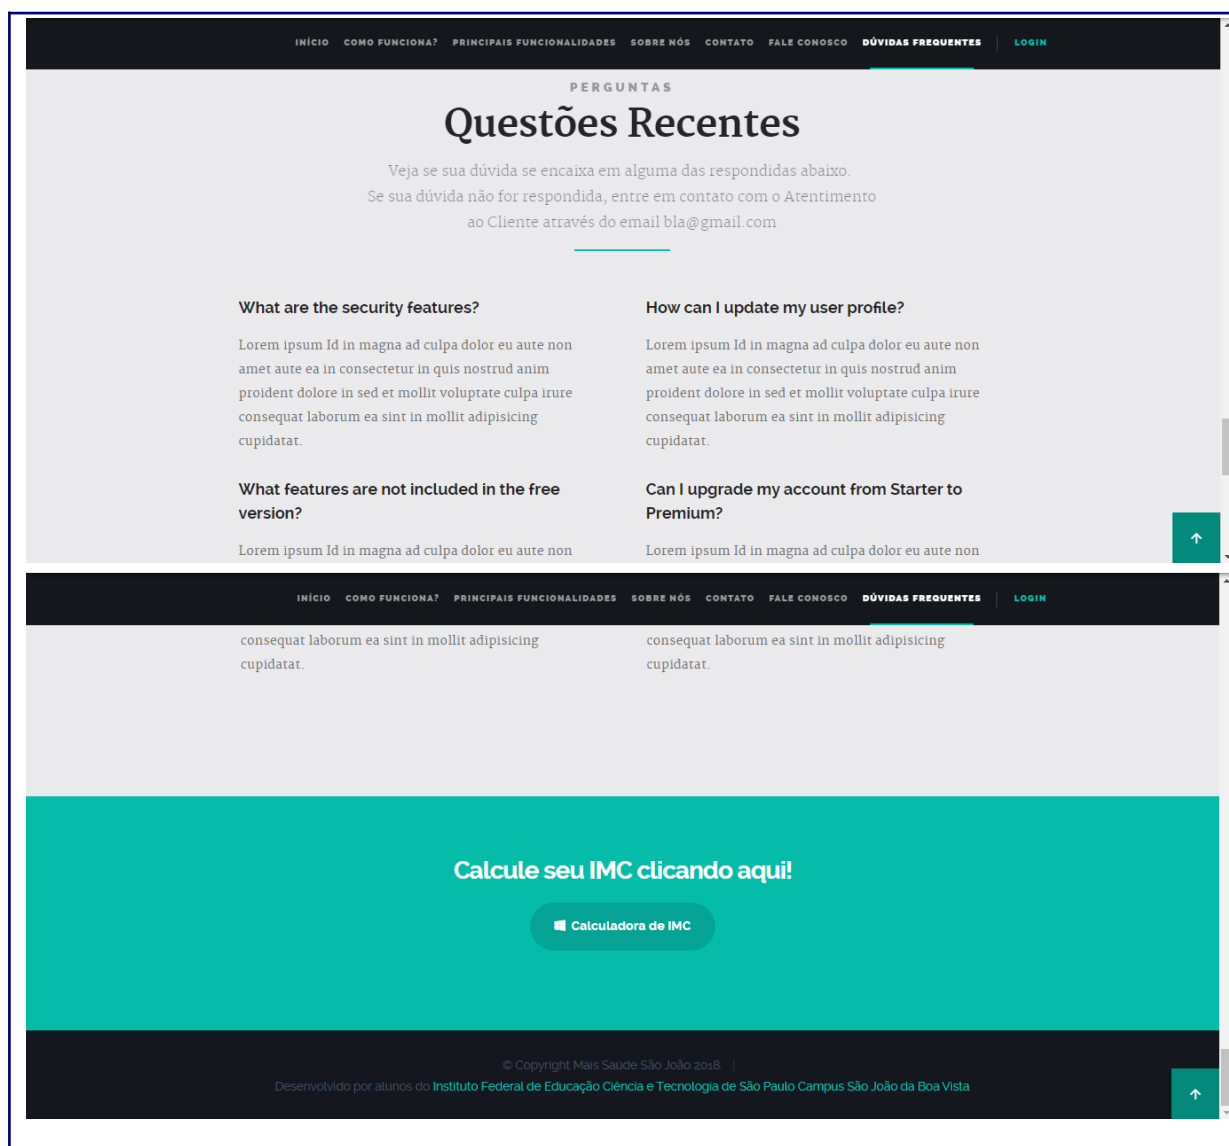 INÍCIO COMO FUNCIONA? PRINCIPAIS FUNCIONALIDADES SOBRE NÓS CONTATO FALE CONOSCO DÚVIDAS FREQUENTES LOGIN
PERGUNTAS
Questões Recentes
Veja se sua dúvida se encaixa em alguma das respondidas abaixo.
Se sua dúvida não for respondida, entre em contato com o Atentimento
ao Cliente através do email bla@gmail.com
What are the security features?
Lorem ipsum Id in magna ad culpa dolor eu aute non
amet aute ea in consectetur in quis nostrud anim
proident dolore in sed et mollit voluptate culpa irure
consequat laborum ea sint in mollit adipisicing
cupidatat.
How can I update my user profile?
Lorem ipsum Id in magna ad culpa dolor eu aute non
amet aute ea in consectetur in quis nostrud anim
proident dolore in sed et mollit voluptate culpa irure
consequat laborum ea sint in mollit adipisicing
cupidatat.
What features are not included in the free
version?
Lorem ipsum Id in magna ad culpa dolor eu aute non
Can I upgrade my account from Starter to
Premium?
Lorem ipsum Id in magna ad culpa dolor eu aute non
INÍCIO COMO FUNCIONA? PRINCIPAIS FUNCIONALIDADES SOBRE NÓS CONTATO FALE CONOSCO DÚVIDAS FREQUENTES LOGIN
consequat laborum ea sint in mollit adipisicing
cupidatat.
consequat laborum ea sint in mollit adipisicing
cupidatat.
Calcule seu IMC clicando aqui!
Calculadora de IMC
© Copyright Mais Saúde São João 2018. |
Desenvolvido por alunos do Instituto Federal de Educação Ciência e Tecnologia de São Paulo Campus São João da Boa Vista